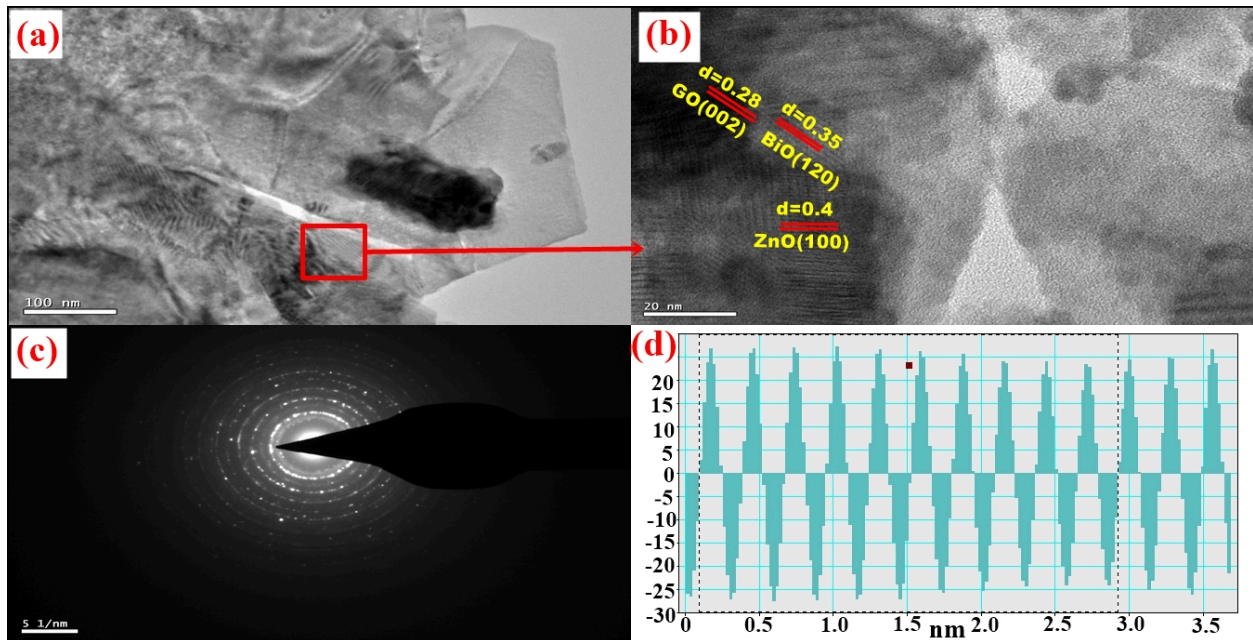 (a)
100 nm
(b)
d=0.28
GO(002)
d=0.35
BiO(120)
d=0.4
ZnO(100)
20 nm
(c)
5 1/nm
(d)
20
15
10
5
0
-5
-10
-15
-20
-25
-30
0 0.5 1.0 1.5 2.0 2.5 3.0 3.5
nm